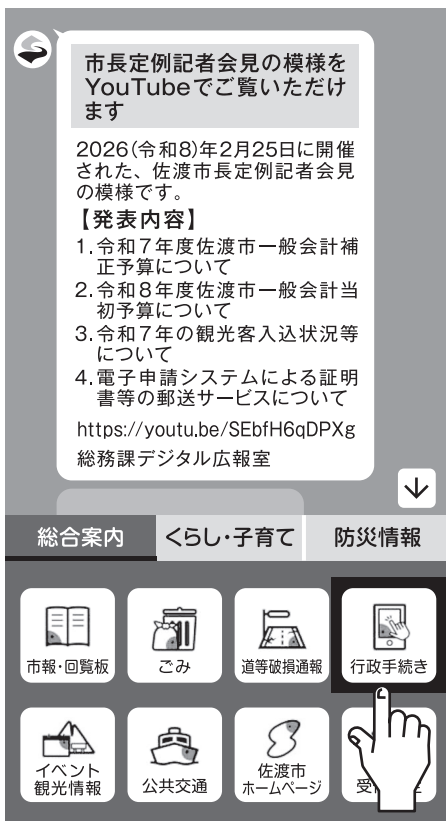 市長定例記者会見の模様を
YouTubeでご覧いただけ
ます
2026(令和8)年2月25日に開催
された、佐渡市長定例記者会見
の模様です。
【発表内容】
1.令和7年度佐渡市一般会計補
正予算について
2.令和8年度佐渡市一般会計当
初予算について
3.令和7年の観光客入込状況等
について
4.電子申請システムによる証明
書等の郵送サービスについて
https://youtu.be/SEbfH6qDPXg
総務課デジタル広報室
総合案内
くらし・子育て
防災情報
市報・回覧板
ごみ
道等破損通報
行政手続き
イベント
観光情報
公共交通
佐渡市
ホームページ
受